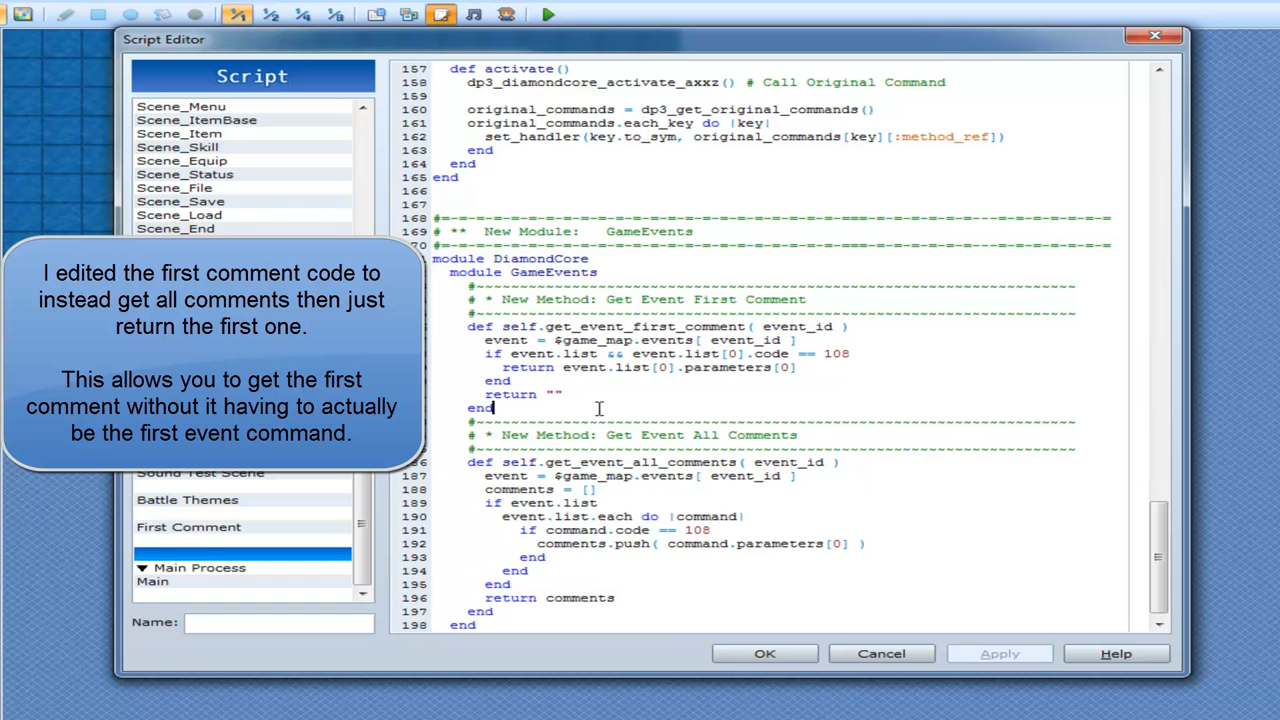 Script Editor
Script
Scene_Menu
Scene_ItemBase
Scene_Item
Scene_Skill
Scene_Equip
Scene_Status
Scene_File
Scene_Save
Scene_Load
Scene_End
I edited the first comment code to
instead get all comments then just
return the first one.
This allows you to get the first
comment without it having to actually
be the first event command.
Sound Test Scene
Battle Themes
First Comment
▼ Main Process
Main
Name:
157 def activate()
158 dp3_diamondcore_activate_axxz() # Call Original Command
159
160 original_commands = dp3_get_original_commands()
161 original_commands.each_key do |key|
162 set_handler(key.to_sym, original_commands[key][:method_ref])
163 end
164 end
165 end
166
167
168 #=-=-=-=-=-=-=-=-=-=-=-=-=-=-=-=-=-=-=-=-=-=-=-===-=-=-=-=-=-=---=-=-=-=-=-=-=
169 # ** New Module: GameEvents
70 #=-=-=-=-=-=-=-=-=-=-=-=-=-=-=-=-=-=-=-=-=-=-=-===-=-=-=-=-=-=---=-=-=-=-=-=-=
module DiamondCore
module GameEvents
#~~~~~~~~~~~~~~~~~~~~~~~~~~~~~~~~~~~~~~~~~~~~~~~~~~~~~~~~~~~~~~~~~~~~~
# * New Method: Get Event First Comment
#~~~~~~~~~~~~~~~~~~~~~~~~~~~~~~~~~~~~~~~~~~~~~~~~~~~~~~~~~~~~~~~~~~~~~
def self.get_event_first_comment( event_id )
event = $game_map.events[ event_id ]
if event.list && event.list[0].code == 108
return event.list[0].parameters[0]
end
return ""
end
#~~~~~~~~~~~~~~~~~~~~~~~~~~~~~~~~~~~~~~~~~~~~~~~~~~~~~~~~~~~~~~~~~~~~~
# * New Method: Get Event All Comments
#~~~~~~~~~~~~~~~~~~~~~~~~~~~~~~~~~~~~~~~~~~~~~~~~~~~~~~~~~~~~~~~~~~~~~
86 def self.get_event_all_comments( event_id )
187 event = $game_map.events[ event_id ]
188 comments = []
189 if event.list
190 event.list.each do |command|
191 if command.code == 108
192 comments.push( command.parameters[0] )
193 end
194 end
195 end
196 return comments
197 end
198 end
OK
Cancel
Apply
Help